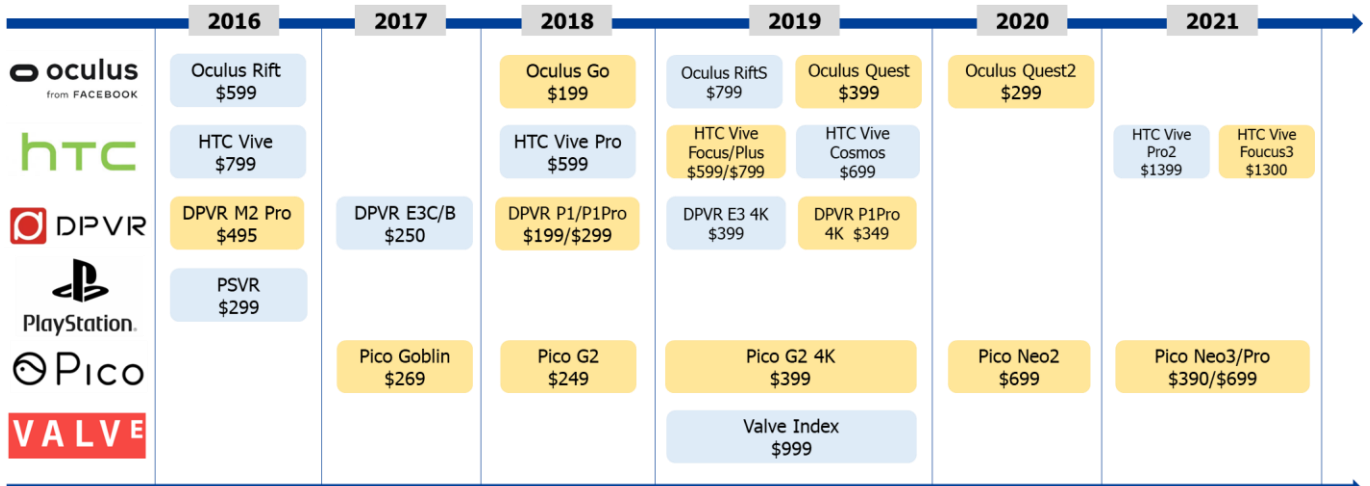 2016
2017
2018
2019
2020
2021
oculus
from FACEBOOK
Oculus Rift
$599
Oculus Go
$199
Oculus RiftS
$799
Oculus Quest
$399
Oculus Quest2
$299
hTC
HTC Vive
$799
HTC Vive Pro
$599
HTC Vive
Focus/Plus
$599/$799
HTC Vive
Cosmos
$699
HTC Vive
Pro2
$1399
HTC Vive
Foucus3
$1300
DPVR
DPVR M2 Pro
$495
DPVR E3C/B
$250
DPVR P1/P1Pro
$199/$299
DPVR E3 4K
$399
DPVR P1Pro
4K $349
PlayStation.
PSVR
$299
Pico
Pico Goblin
$269
Pico G2
$249
Pico G2 4K
$399
Pico Neo2
$699
Pico Neo3/Pro
$390/$699
VALVE
Valve Index
$999